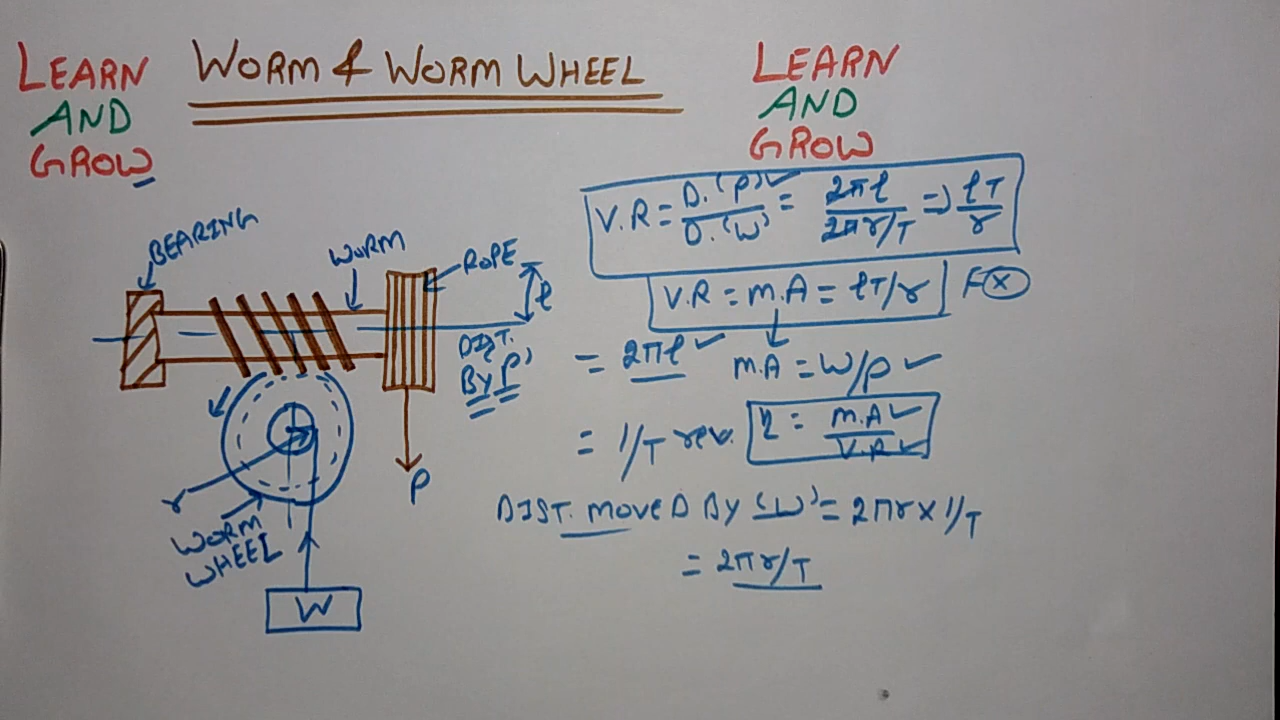 LEARN
AND
GROW
WORM & WORM WHEEL
LEARN
AND
GROW
BEARING
WORM
ROPE
l
DIST.
BY 'P'
P
r
WORM
WHEEL
W
V.R = D.(P) ✓ / D.(W) = 2πl / 2πr/T => lT / r
V.R = M.A = lT/r F(X)
= 2πl ✓ M.A = W/P ✓
= 1/T rev. η = M.A ✓ / V.R ✓
DIST. MOVED BY 'W' = 2πr x 1/T
= 2πr/T